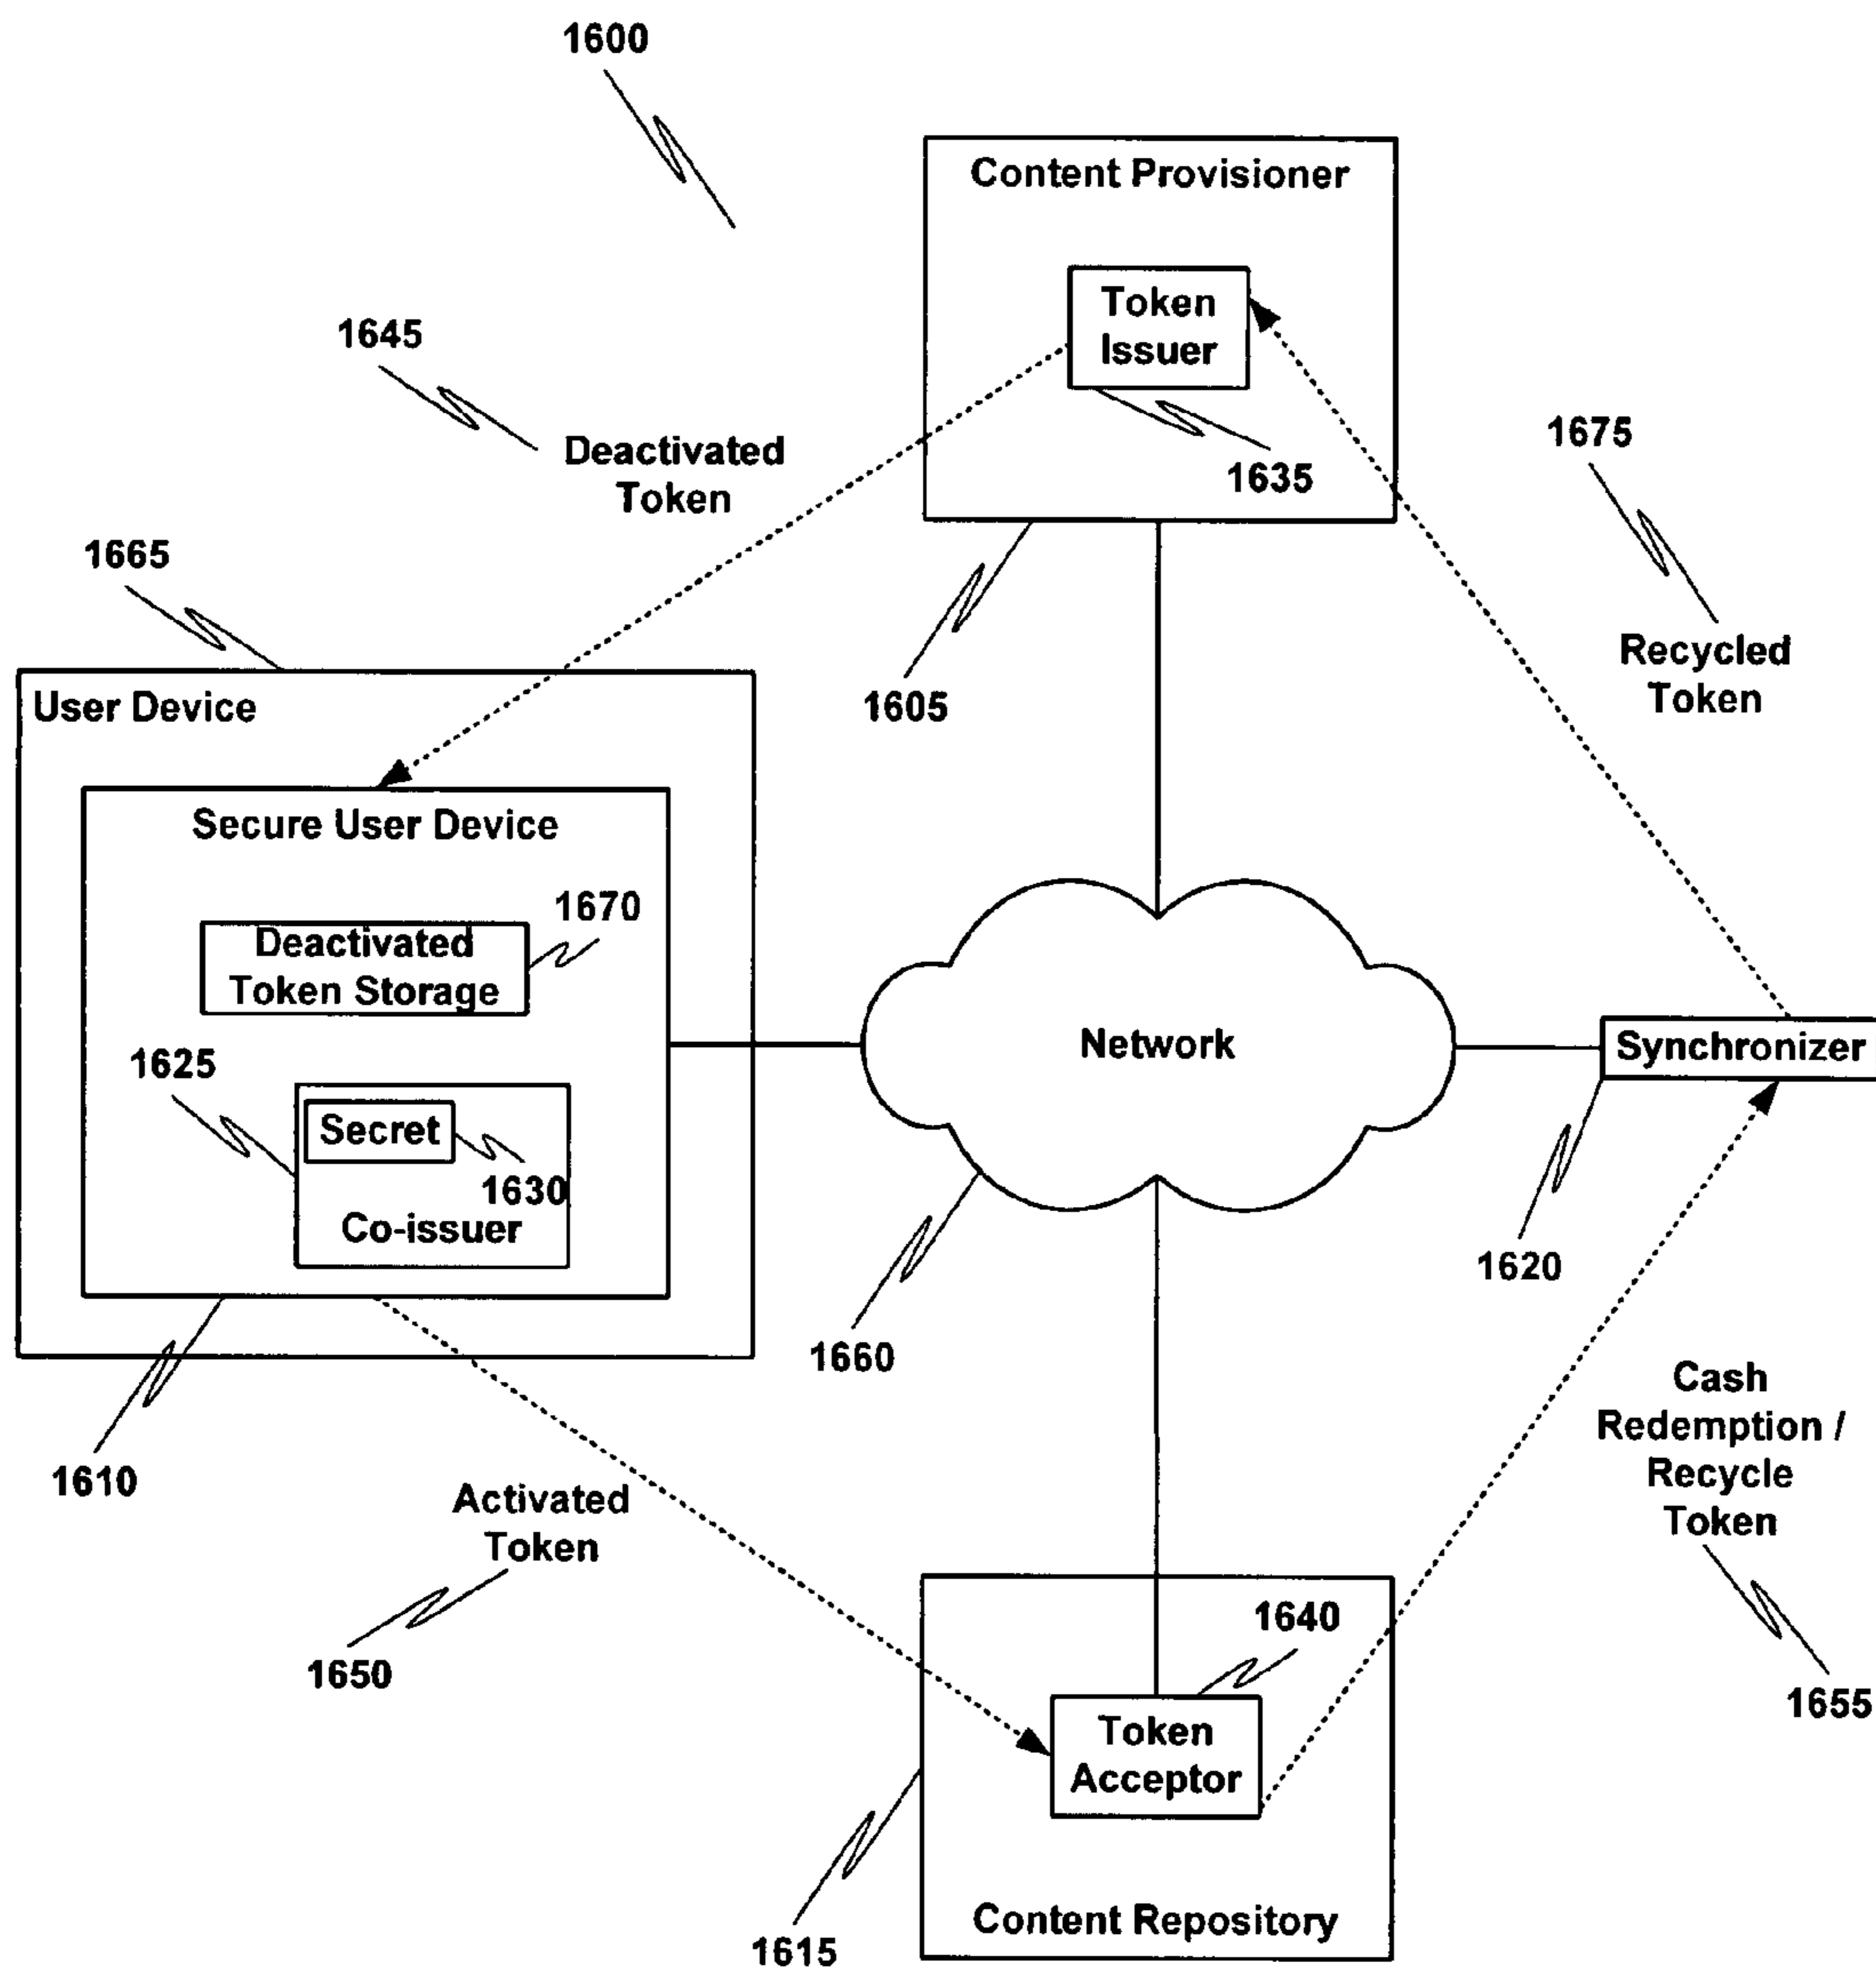 1600
Content Provisioner
Token
Issuer
1635
1645
Deactivated
Token
1675
1665
1605
Recycled
Token
User Device
Secure User Device
1670
Deactivated
Token Storage
1625
Secret
1630
Co-issuer
Network
Synchronizer
1620
1660
1610
Activated
Token
1650
Cash
Redemption /
Recycle
Token
1655
1640
Token
Acceptor
Content Repository
1615